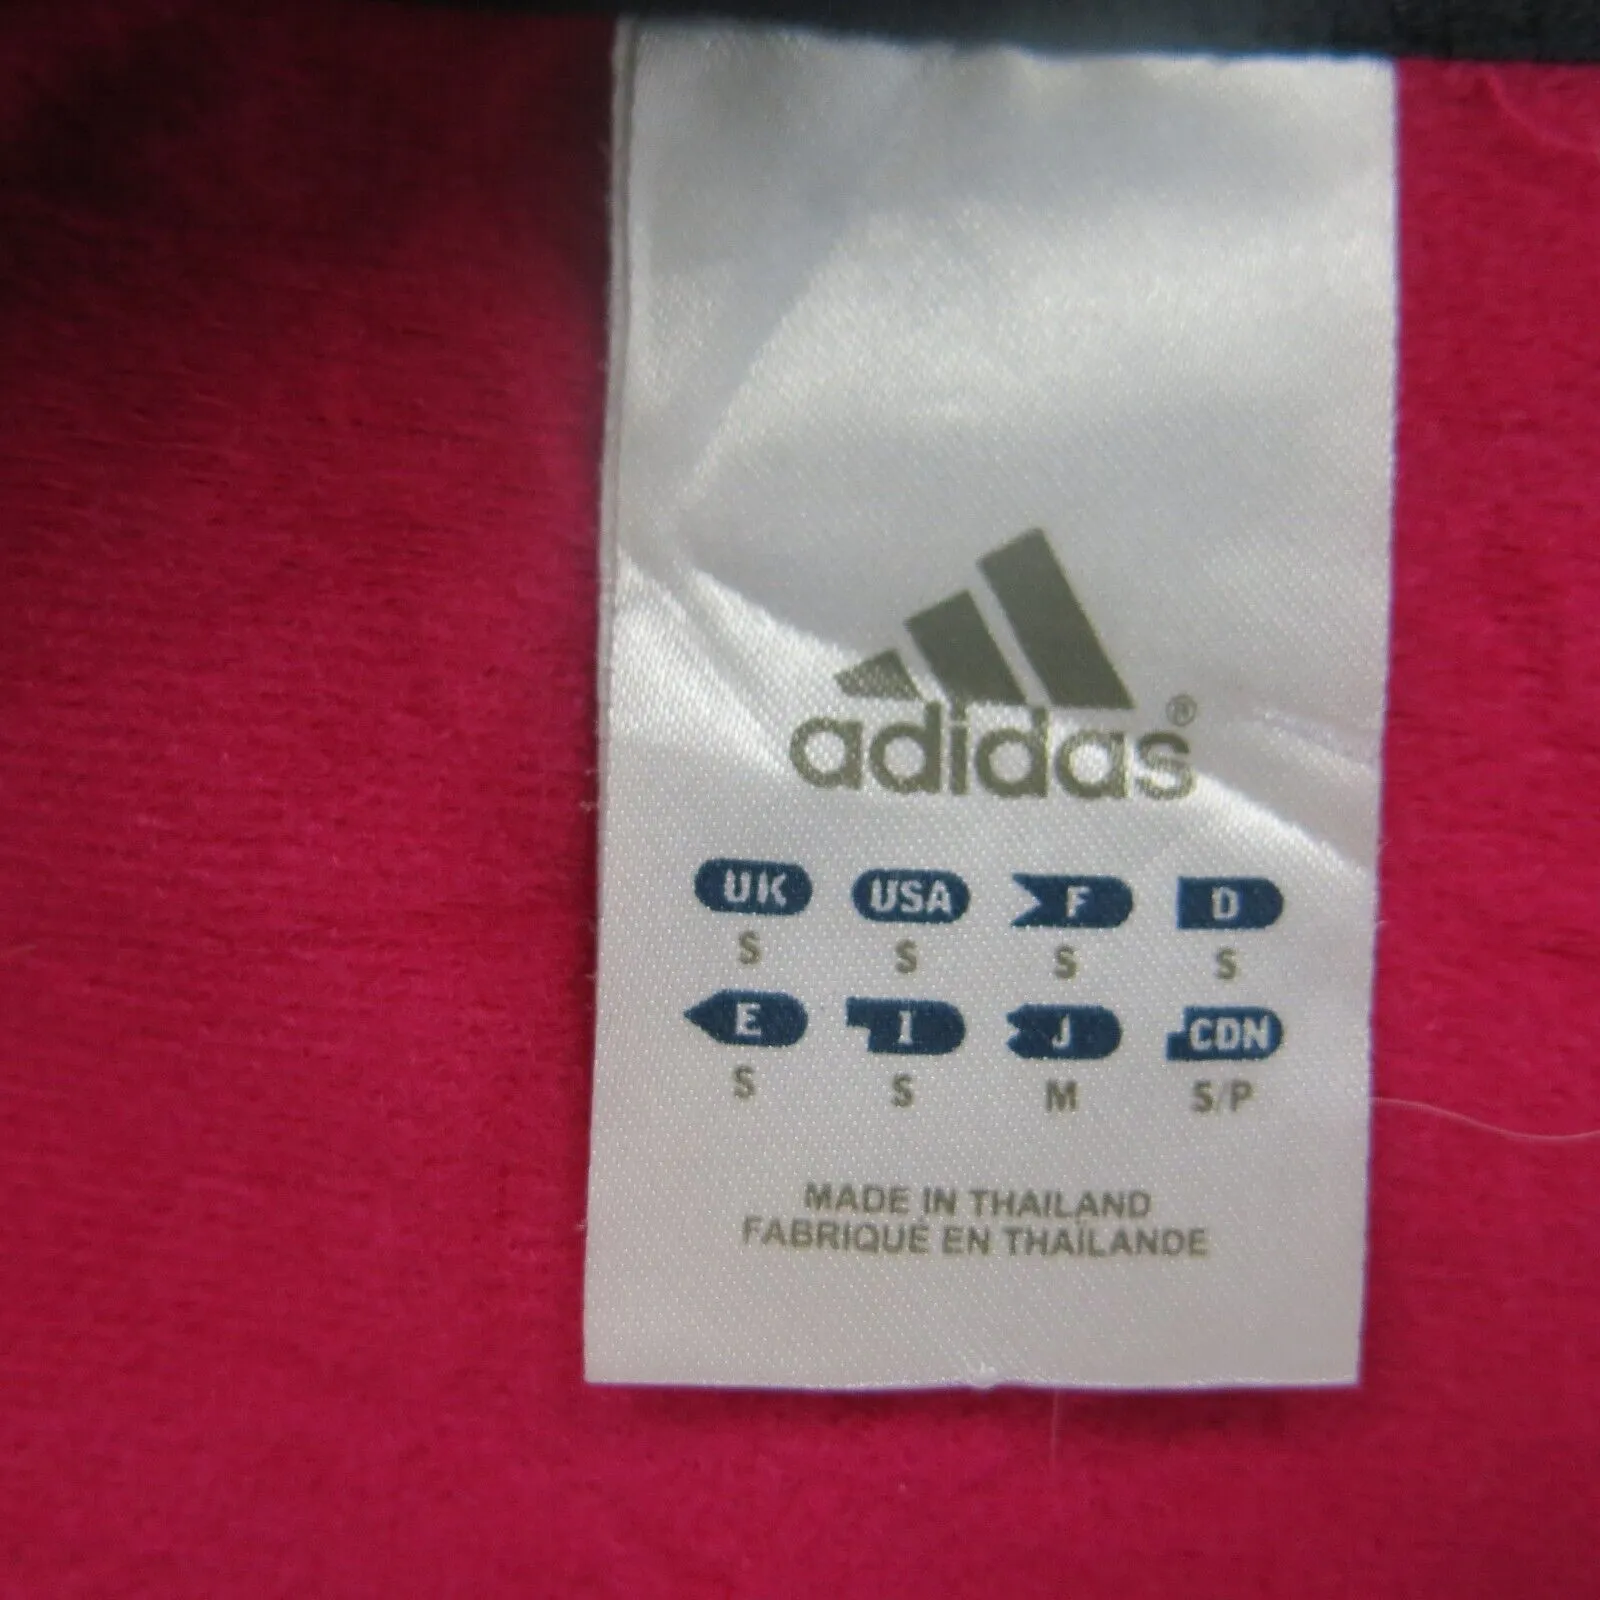 adidas®
UK USA F D
S S S S
E I J CDN
S S M S/P
MADE IN THAILAND
FABRIQUÉ EN THAÏLANDE